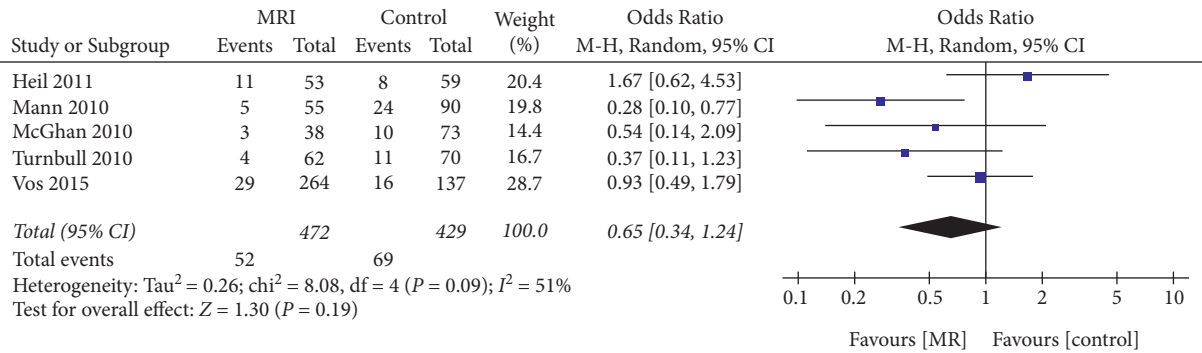 MRI Control Weight Odds Ratio Odds Ratio
Study or Subgroup Events Total Events Total (%) M-H, Random, 95% CI M-H, Random, 95% CI
Heil 2011 11 53 8 59 20.4 1.67 [0.62, 4.53]
Mann 2010 5 55 24 90 19.8 0.28 [0.10, 0.77]
McGhan 2010 3 38 10 73 14.4 0.54 [0.14, 2.09]
Turnbull 2010 4 62 11 70 16.7 0.37 [0.11, 1.23]
Vos 2015 29 264 16 137 28.7 0.93 [0.49, 1.79]
Total (95% CI) 472 429 100.0 0.65 [0.34, 1.24]
Total events 52 69
Heterogeneity: Tau² = 0.26; chi² = 8.08, df = 4 (P = 0.09); I² = 51%
Test for overall effect: Z = 1.30 (P = 0.19)
0.1 0.2 0.5 1 2 5 10
Favours [MR] Favours [control]